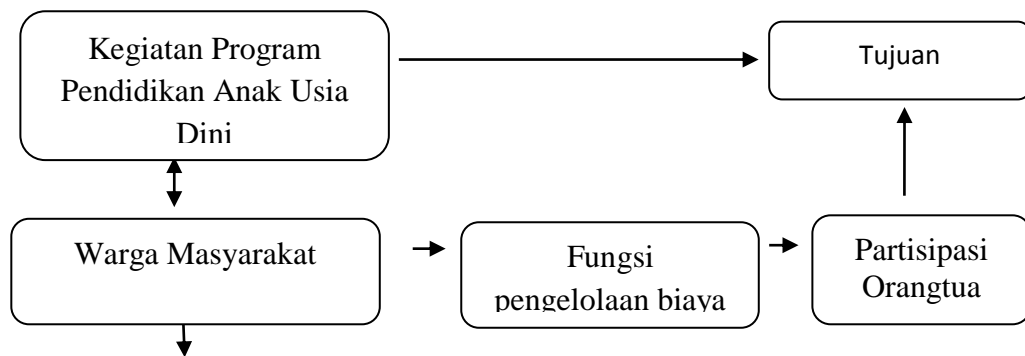 Kegiatan Program
Pendidikan Anak Usia
Dini
Tujuan
Warga Masyarakat
Fungsi
pengelolaan biaya
Partisipasi
Orangtua